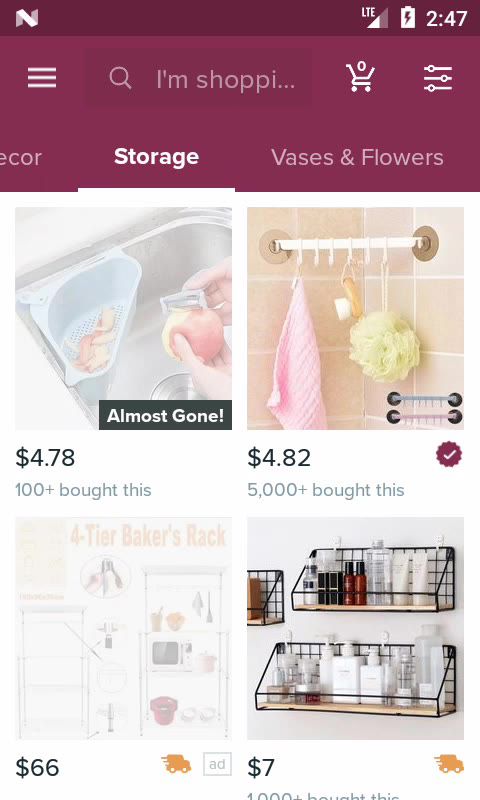 LTE 2:47
I'm shoppi... 0
ecor Storage Vases & Flowers
Almost Gone!
$4.78 $4.82
100+ bought this 5,000+ bought this
4-Tier Baker's Rack
$66 ad $7
1,000+ bought this